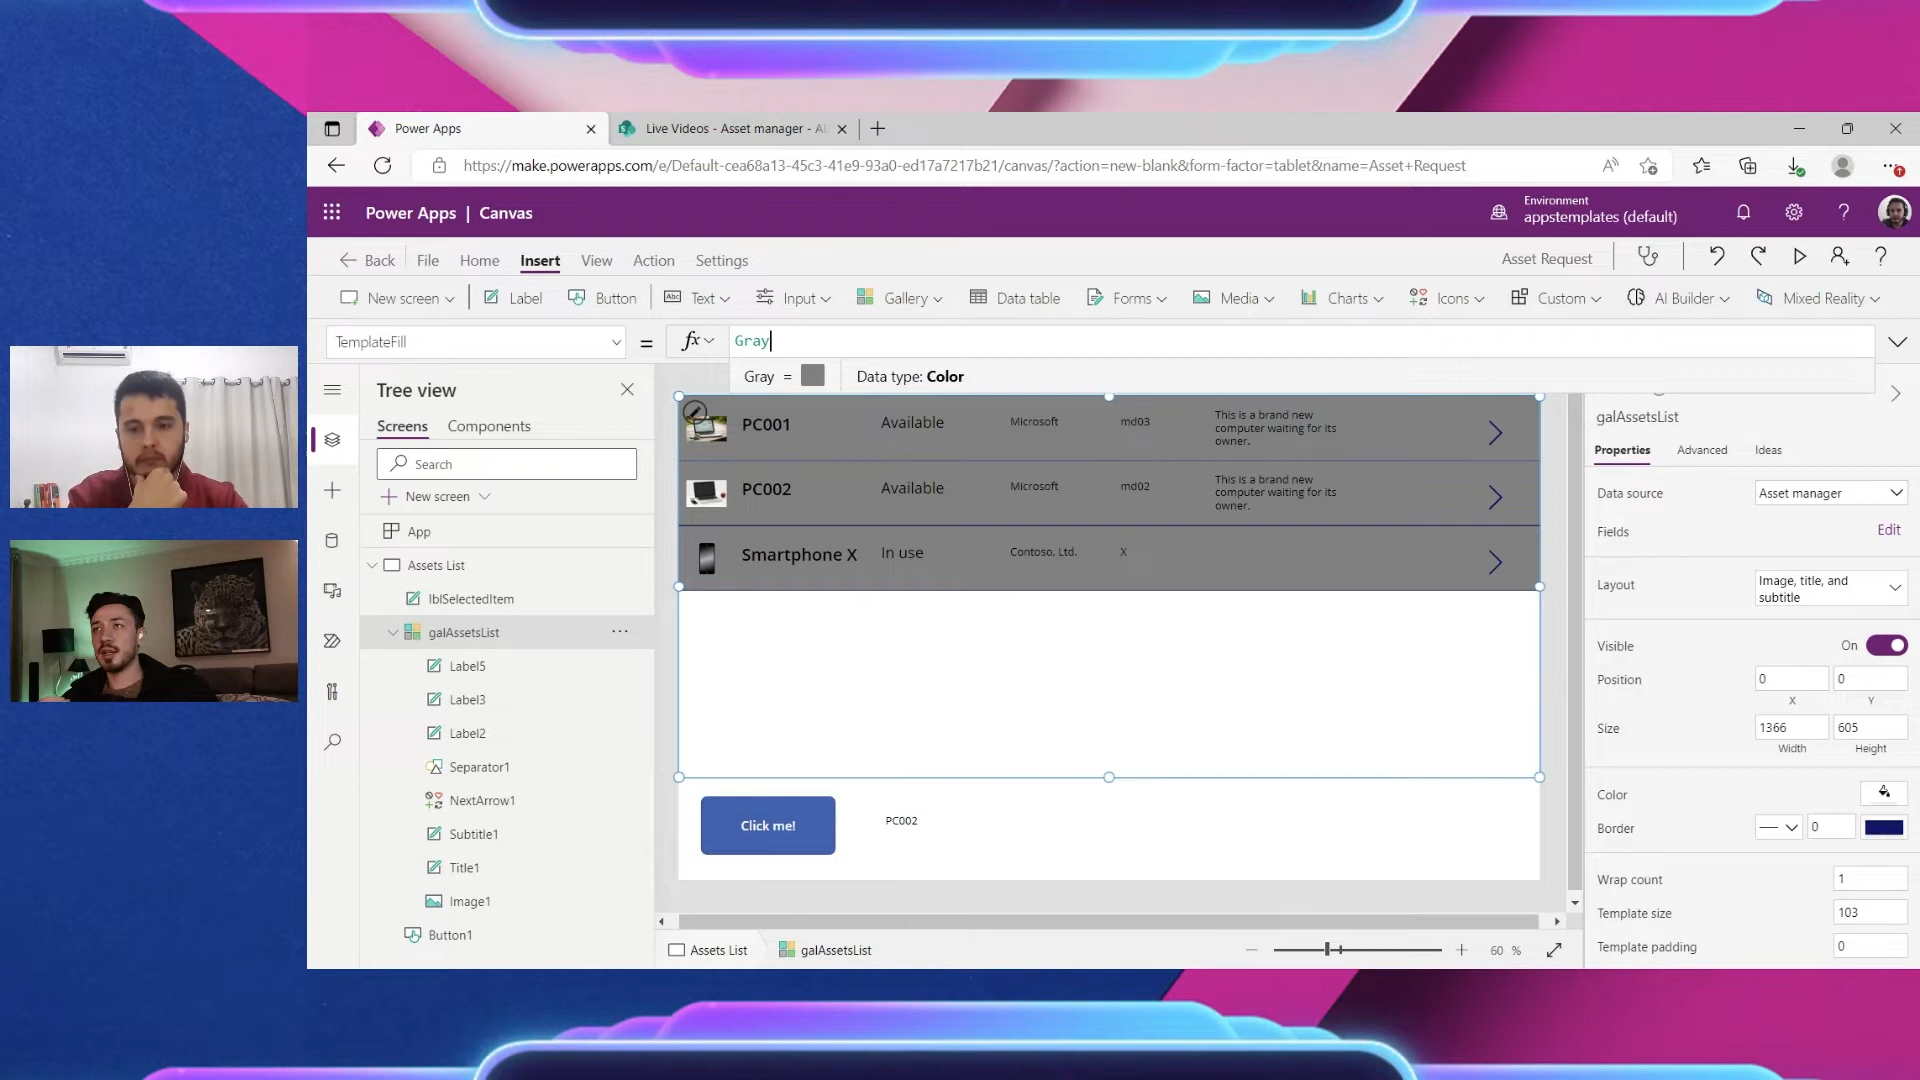 Power Apps
Live Videos - Asset manager - Al
https://make.powerapps.com/e/Default-cea68a13-45c3-41e9-93a0-ed17a7217b21/canvas/?action=new-blank&form-factor=tablet&name=Asset+Request
Power Apps | Canvas
Environment
appstemplates (default)
Back File Home Insert View Action Settings
Asset Request
New screen Label Button Text Input Gallery Data table Forms Media Charts Icons Custom AI Builder Mixed Reality
TemplateFill = fx Gray
Gray = Data type: Color
Tree view
Screens Components
Search
New screen
App
Assets List
lblSelectedItem
galAssetsList
Label5
Label3
Label2
Separator1
NextArrow1
Subtitle1
Title1
Image1
Button1
PC001 Available Microsoft md03 This is a brand new
computer waiting for its
owner.
PC002 Available Microsoft md02 This is a brand new
computer waiting for its
owner.
Smartphone X In use Contoso, Ltd. X
Click me! PC002
Assets List galAssetsList
60 %
galAssetsList
Properties Advanced Ideas
Data source Asset manager
Fields Edit
Layout Image, title, and
subtitle
Visible On
Position 0 0
X Y
Size 1366 605
Width Height
Color
Border 0
Wrap count 1
Template size 103
Template padding 0